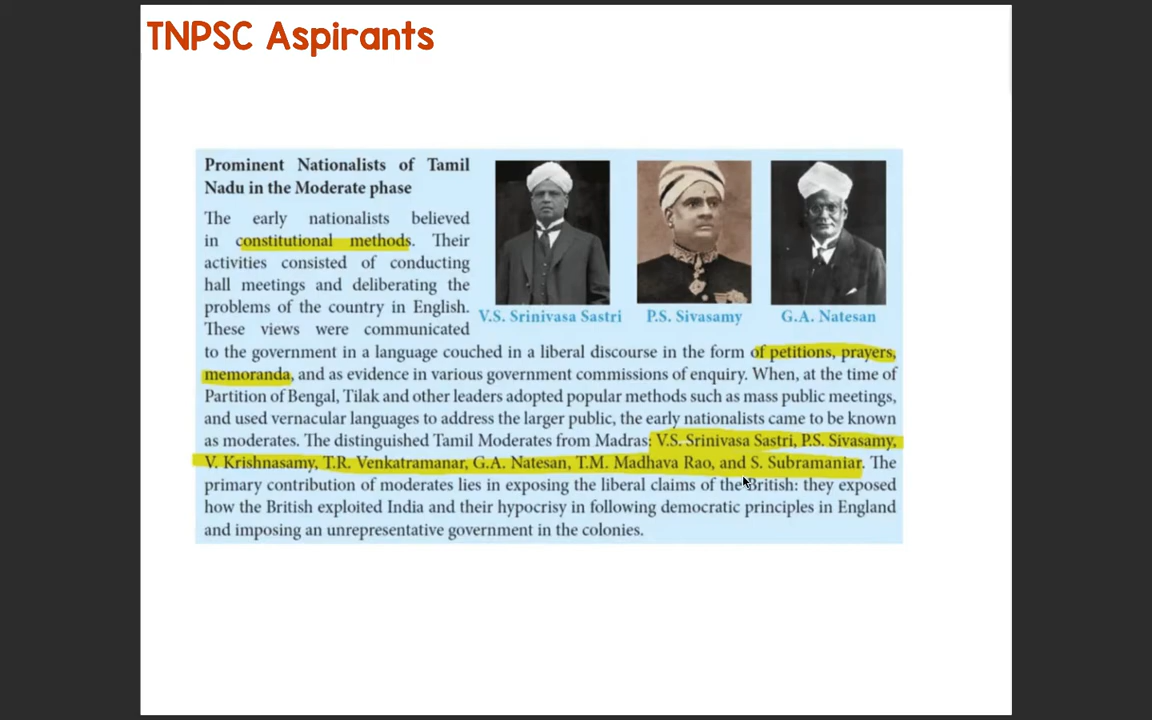 TNPSC Aspirants
Prominent Nationalists of Tamil
Nadu in the Moderate phase
The early nationalists believed
in constitutional methods. Their
activities consisted of conducting
hall meetings and deliberating the
problems of the country in English.
These views were communicated
V.S. Srinivasa Sastri P.S. Sivasamy G.A. Natesan
to the government in a language couched in a liberal discourse in the form of petitions, prayers,
memoranda, and as evidence in various government commissions of enquiry. When, at the time of
Partition of Bengal, Tilak and other leaders adopted popular methods such as mass public meetings,
and used vernacular languages to address the larger public, the early nationalists came to be known
as moderates. The distinguished Tamil Moderates from Madras: V.S. Srinivasa Sastri, P.S. Sivasamy,
V. Krishnasamy, T.R. Venkatramanar, G.A. Natesan, T.M. Madhava Rao, and S. Subramaniar. The
primary contribution of moderates lies in exposing the liberal claims of the British: they exposed
how the British exploited India and their hypocrisy in following democratic principles in England
and imposing an unrepresentative government in the colonies.